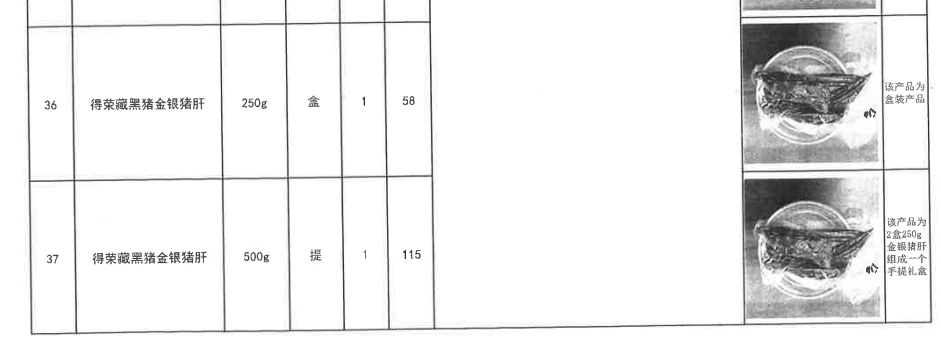 36 得荣藏黑猪金银猪肝 250g 盒 1 58
该产品为
盒装产品
37 得荣藏黑猪金银猪肝 500g 提 1 115
该产品为
2盒250g
金银猪肝
组成一个
手提礼盒